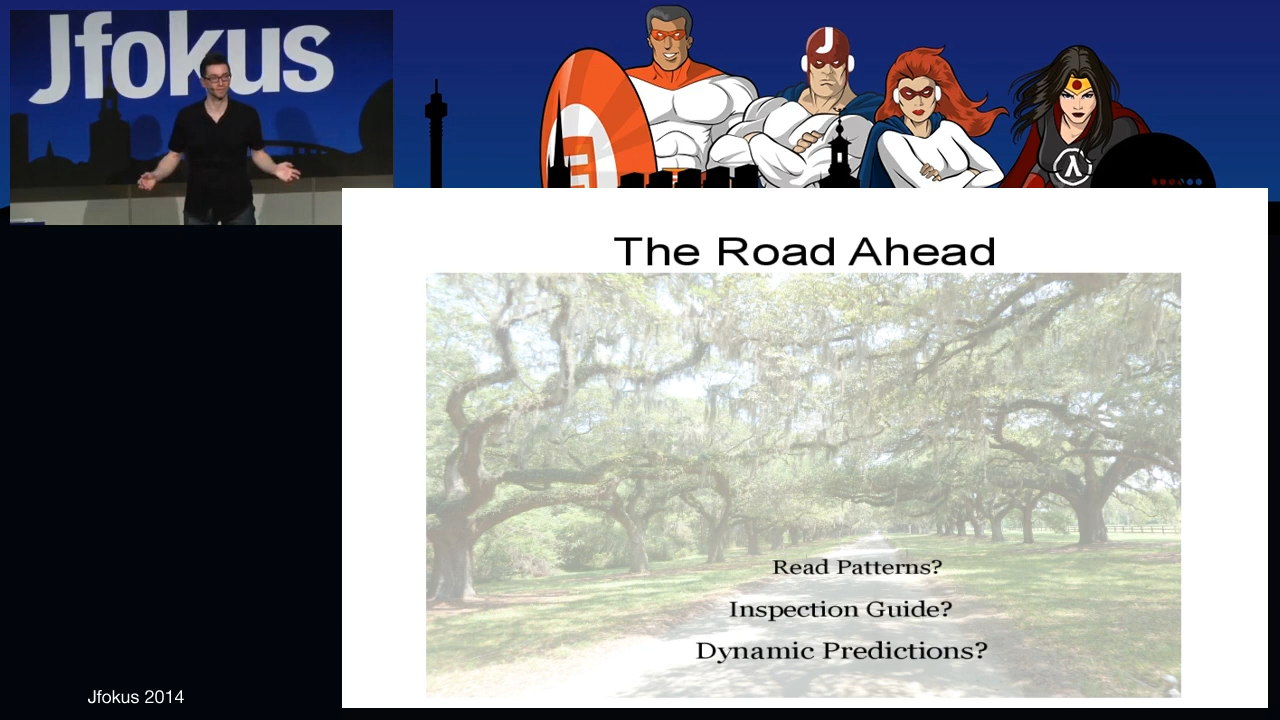 Jfokus
J
The Road Ahead
Read Patterns?
Inspection Guide?
Dynamic Predictions?
Jfokus 2014